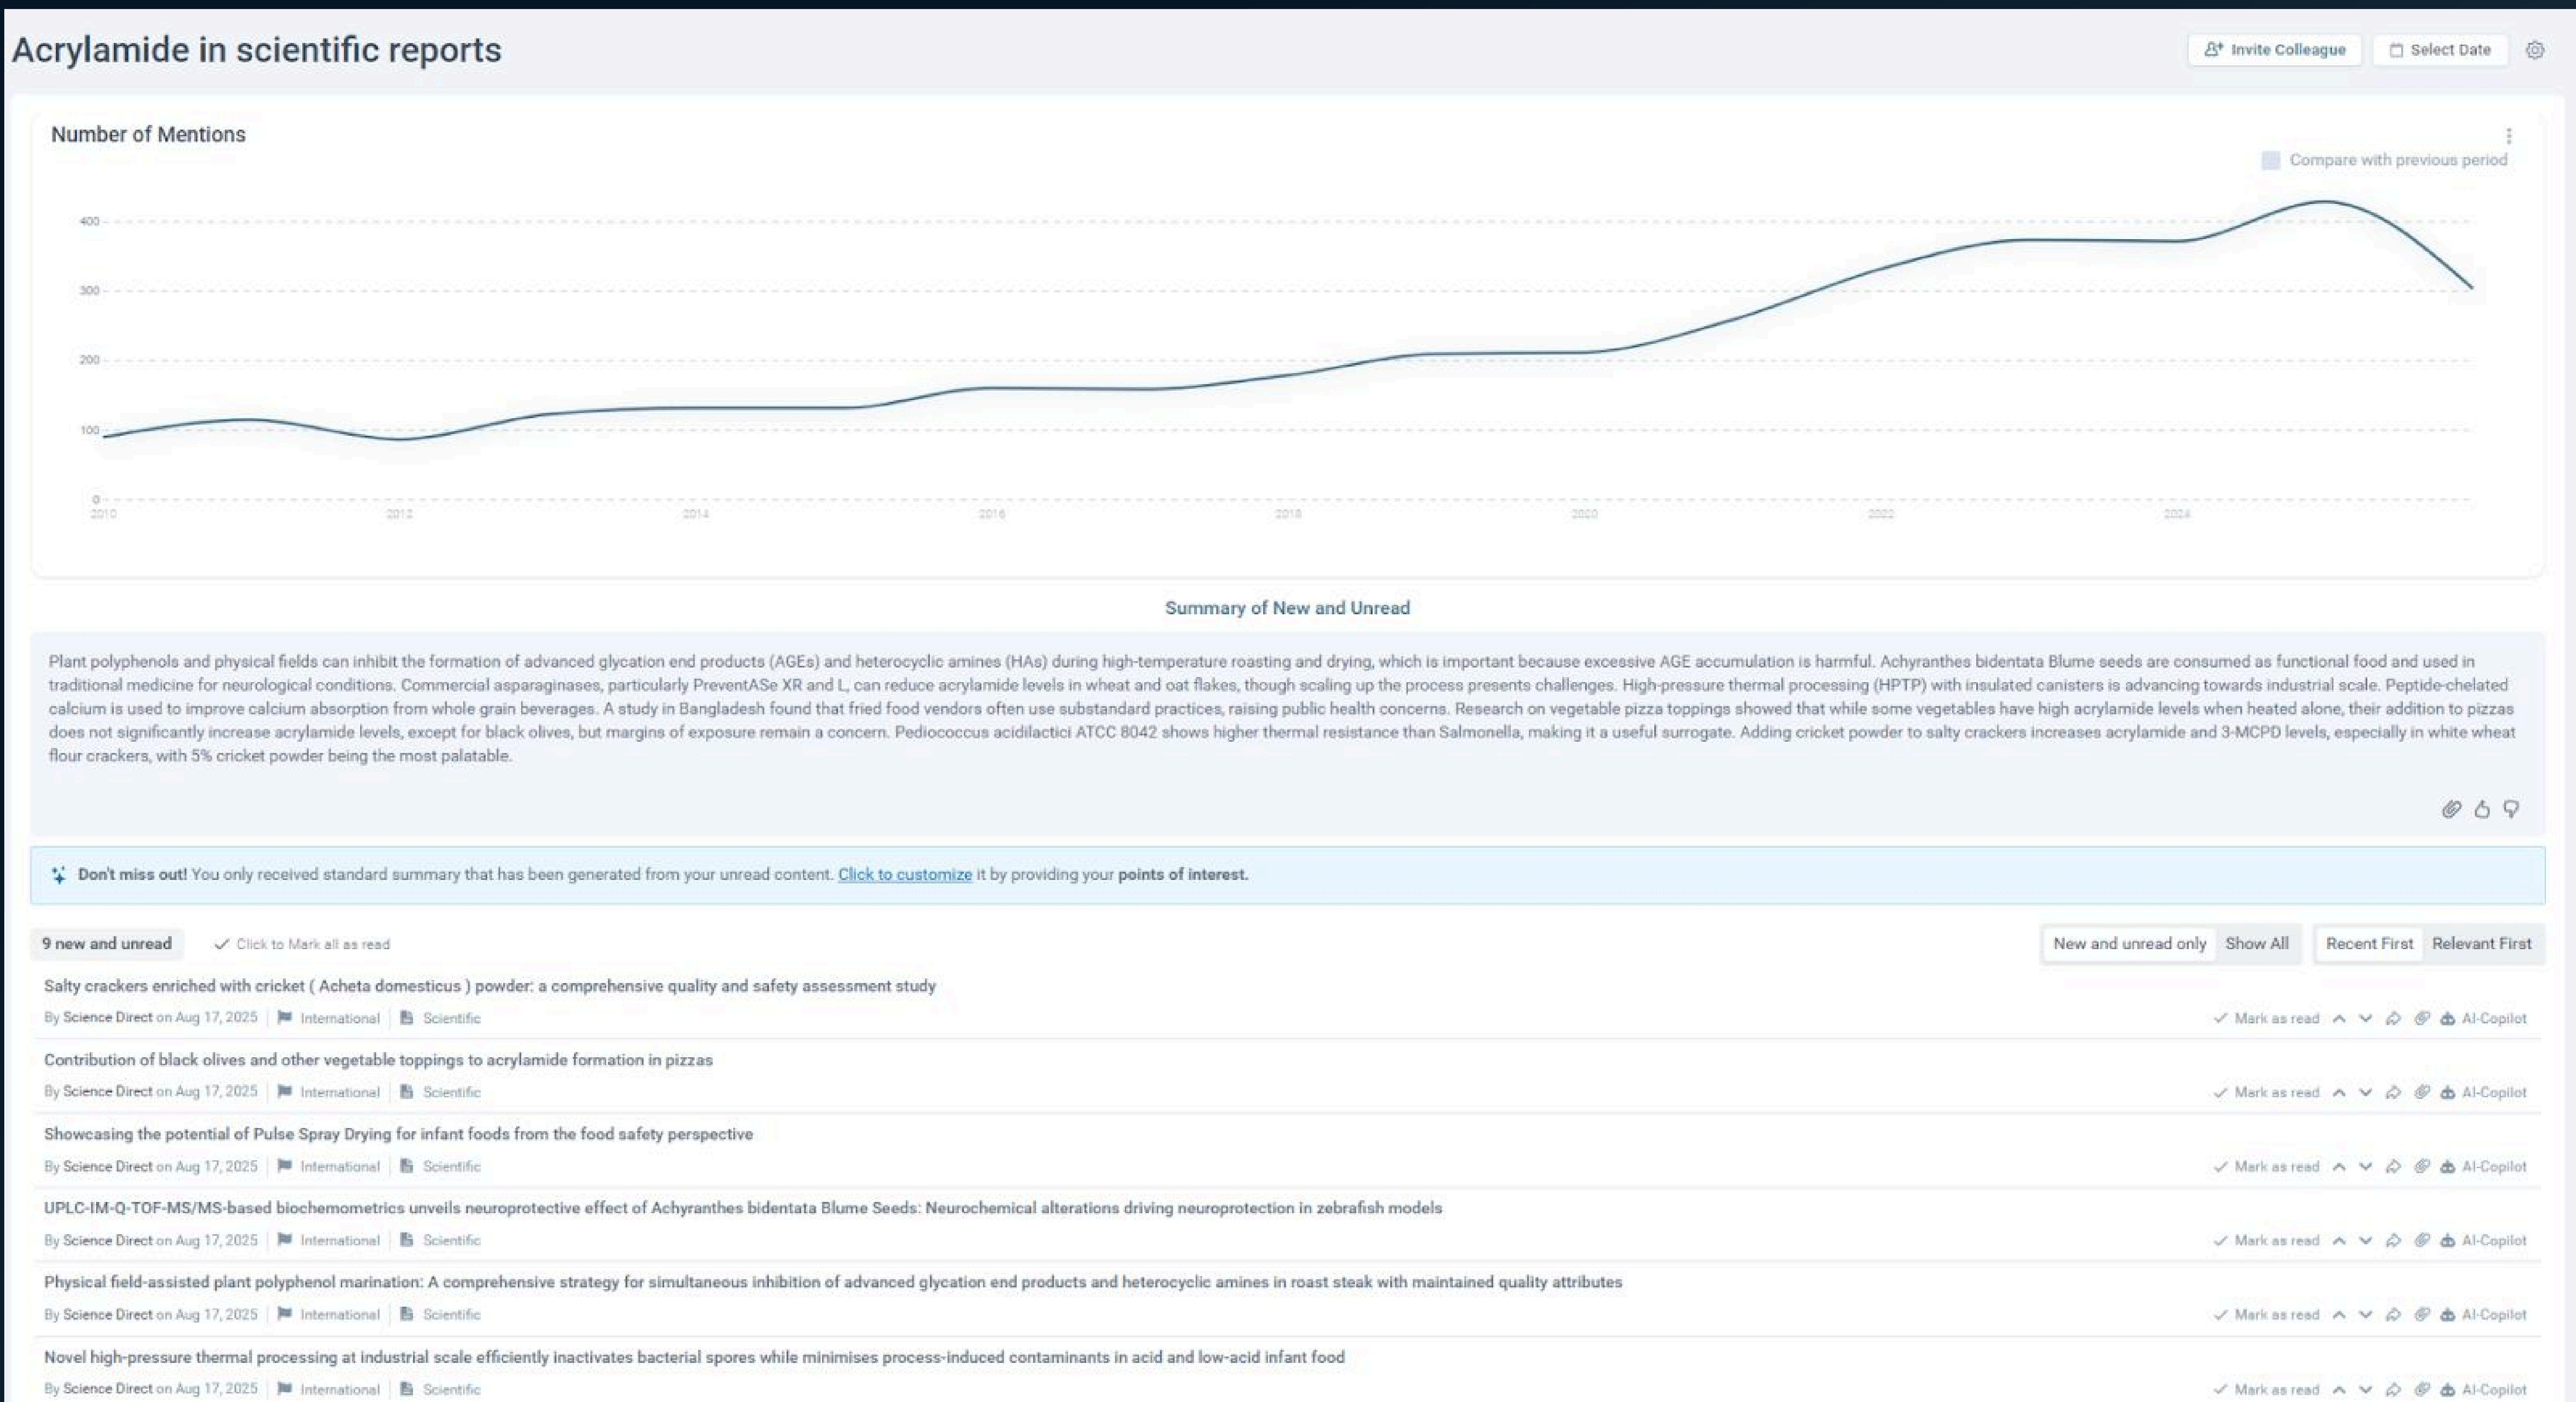 Acrylamide in scientific reports
Invite Colleague
Select Date
Number of Mentions
Compare with previous period
400
300
200
100
0
2010
2012
2014
2016
2018
2020
2022
2024
Summary of New and Unread
Plant polyphenols and physical fields can inhibit the formation of advanced glycation end products (AGEs) and heterocyclic amines (HAs) during high-temperature roasting and drying, which is important because excessive AGE accumulation is harmful. Achyranthes bidentata Blume seeds are consumed as functional food and used in
traditional medicine for neurological conditions. Commercial asparaginases, particularly PreventASe XR and L, can reduce acrylamide levels in wheat and oat flakes, though scaling up the process presents challenges. High-pressure thermal processing (HPTP) with insulated canisters is advancing towards industrial scale. Peptide-chelated
calcium is used to improve calcium absorption from whole grain beverages. A study in Bangladesh found that fried food vendors often use substandard practices, raising public health concerns. Research on vegetable pizza toppings showed that while some vegetables have high acrylamide levels when heated alone, their addition to pizzas
does not significantly increase acrylamide levels, except for black olives, but margins of exposure remain a concern. Pediococcus acidilactici ATCC 8042 shows higher thermal resistance than Salmonella, making it a useful surrogate. Adding cricket powder to salty crackers increases acrylamide and 3-MCPD levels, especially in white wheat
flour crackers, with 5% cricket powder being the most palatable.
Don't miss out! You only received standard summary that has been generated from your unread content. Click to customize it by providing your points of interest.
9 new and unread
Click to Mark all as read
New and unread only
Show All
Recent First
Relevant First
Salty crackers enriched with cricket ( Acheta domesticus ) powder: a comprehensive quality and safety assessment study
By Science Direct on Aug 17, 2025 International Scientific
Mark as read AI-Copilot
Contribution of black olives and other vegetable toppings to acrylamide formation in pizzas
By Science Direct on Aug 17, 2025 International Scientific
Mark as read AI-Copilot
Showcasing the potential of Pulse Spray Drying for infant foods from the food safety perspective
By Science Direct on Aug 17, 2025 International Scientific
Mark as read AI-Copilot
UPLC-IM-Q-TOF-MS/MS-based biochemometrics unveils neuroprotective effect of Achyranthes bidentata Blume Seeds: Neurochemical alterations driving neuroprotection in zebrafish models
By Science Direct on Aug 17, 2025 International Scientific
Mark as read AI-Copilot
Physical field-assisted plant polyphenol marination: A comprehensive strategy for simultaneous inhibition of advanced glycation end products and heterocyclic amines in roast steak with maintained quality attributes
By Science Direct on Aug 17, 2025 International Scientific
Mark as read AI-Copilot
Novel high-pressure thermal processing at industrial scale efficiently inactivates bacterial spores while minimises process-induced contaminants in acid and low-acid infant food
By Science Direct on Aug 17, 2025 International Scientific
Mark as read AI-Copilot